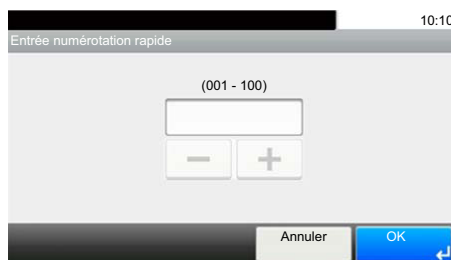 10:10
Entrée numérotation rapide
(001 - 100)
Annuler
OK